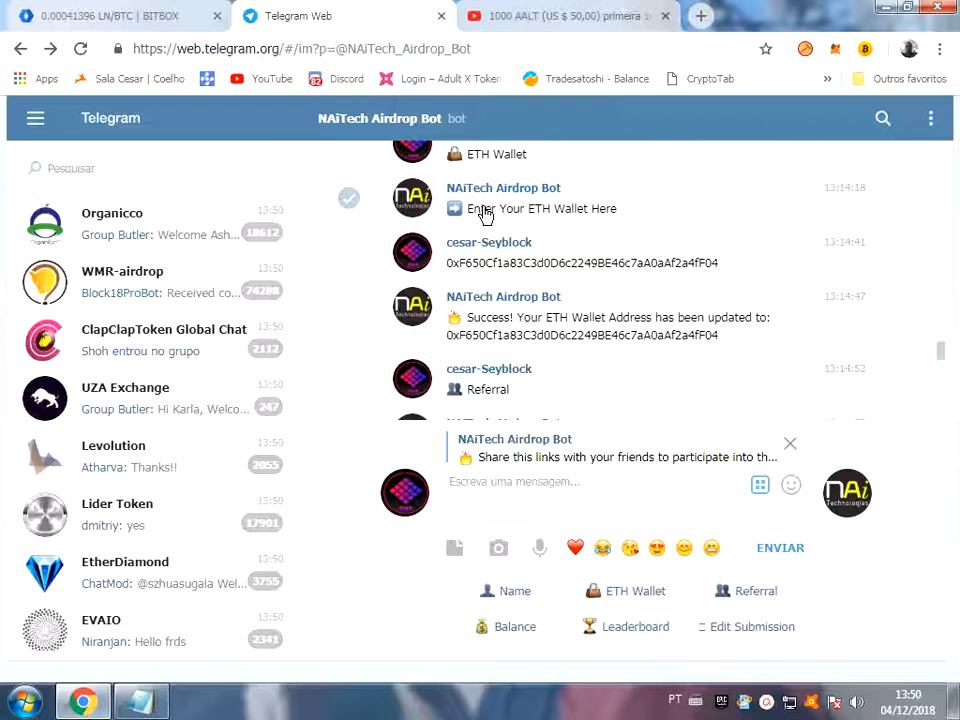 0.00041396 LN/BTC | BITBOX
Telegram Web
1000 AALT (US $ 50,00) primeira
https://web.telegram.org/#/im?p=@NAiTech_Airdrop_Bot
Apps
Sala Cesar | Coelho
YouTube
82
Discord
Login – Adult X Token
Tradesatoshi - Balance
CryptoTab
»
Outros favoritos
Telegram
NAiTech Airdrop Bot bot
Pesquisar
Organicco 13:50
Group Butler: Welcome Ash... 18612
WMR-airdrop 13:50
Block18ProBot: Received co... 74288
ClapClapToken Global Chat 13:50
Shoh entrou no grupo 2112
UZA Exchange 13:50
Group Butler: Hi Karla, Welco... 247
Levolution 13:50
Atharva: Thanks!! 2055
Lider Token 13:50
dmitriy: yes 17901
EtherDiamond 13:50
ChatMod: @szhuasugala Wel... 3755
EVAIO 13:50
Niranjan: Hello frds 2341
ETH Wallet
NAiTech Airdrop Bot 13:14:18
Enter Your ETH Wallet Here
cesar-Seyblock 13:14:41
0xF650Cf1a83C3d0D6c2249BE46c7aA0aAf2a4fF04
NAiTech Airdrop Bot 13:14:47
Success! Your ETH Wallet Address has been updated to:
0xF650Cf1a83C3d0D6c2249BE46c7aA0aAf2a4fF04
cesar-Seyblock 13:14:52
Referral
NAiTech Airdrop Bot
Share this links with your friends to participate into th...
Escreva uma mensagem...
NAi
Technologies
ENVIAR
Name
ETH Wallet
Referral
Balance
Leaderboard
Edit Submission
PT
13:50
04/12/2018